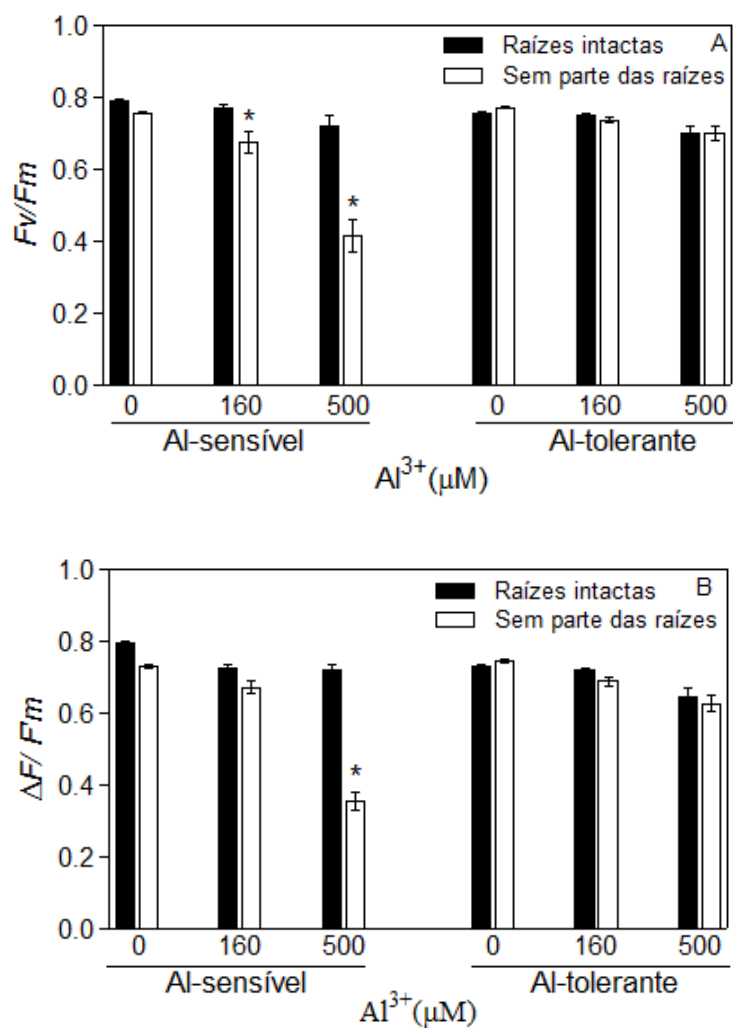 1.0
Raízes intactas
A
Sem parte das raízes
0.8
*
*
0.6
Fv/Fm
0.4
0.2
0.0
0 160 500 0 160 500
Al-sensível Al-tolerante
Al3+(μM)
1.0
Raízes intactas
B
Sem parte das raízes
0.8
0.6
ΔF/ F'm
*
0.4
0.2
0.0
0 160 500 0 160 500
Al-sensível Al-tolerante
Al3+(μM)